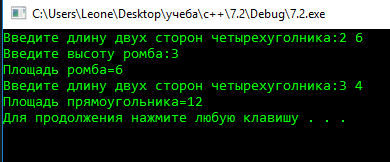 C:\Users\Leone\Desktop\учеба\c++\7.2\Debug\7.2.exe
Введите длину двух сторон четырехуголника:2 6
Введите высоту ромба:3
Площадь ромба=6
Введите длину двух сторон четырехуголника:3 4
Площадь прямоугольника=12
Для продолжения нажмите любую клавишу . . .